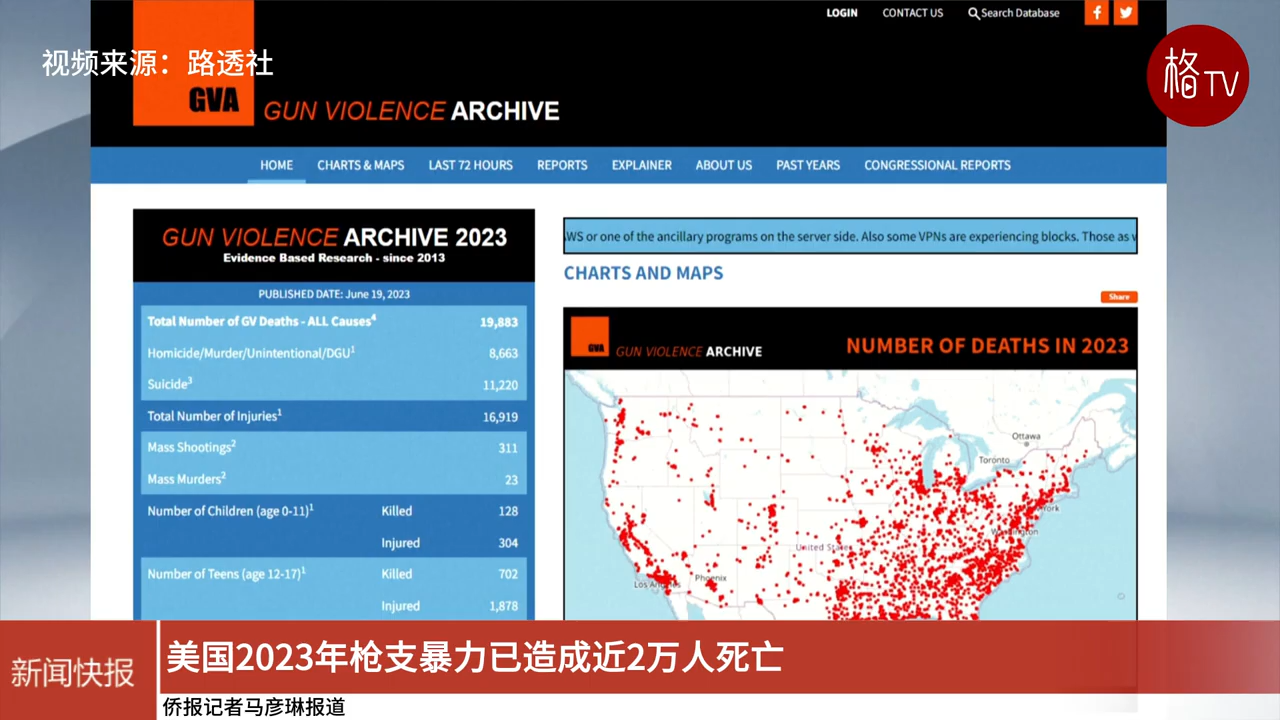 LOGIN CONTACT US Search Database
视频来源：路透社
格TV
GVA
GUN VIOLENCE ARCHIVE
HOME CHARTS & MAPS LAST 72 HOURS REPORTS EXPLAINER ABOUT US PAST YEARS CONGRESSIONAL REPORTS
GUN VIOLENCE ARCHIVE 2023
Evidence Based Research - since 2013
PUBLISHED DATE: June 19, 2023
Total Number of GV Deaths - ALL Causes4 19,883
Homicide/Murder/Unintentional/DGU1 8,663
Suicide3 11,220
Total Number of Injuries1 16,919
Mass Shootings2 311
Mass Murders2 23
Number of Children (age 0-11)1 Killed 128
Injured 304
Number of Teens (age 12-17)1 Killed 702
Injured 1,878
AWS or one of the ancillary programs on the server side. Also some VPNs are experiencing blocks. Those as
CHARTS AND MAPS
Share
GVA
GUN VIOLENCE ARCHIVE
NUMBER OF DEATHS IN 2023
Ottawa
Toronto
United States
Phoenix
新闻快报
美国2023年枪支暴力已造成近2万人死亡
侨报记者马彦琳报道